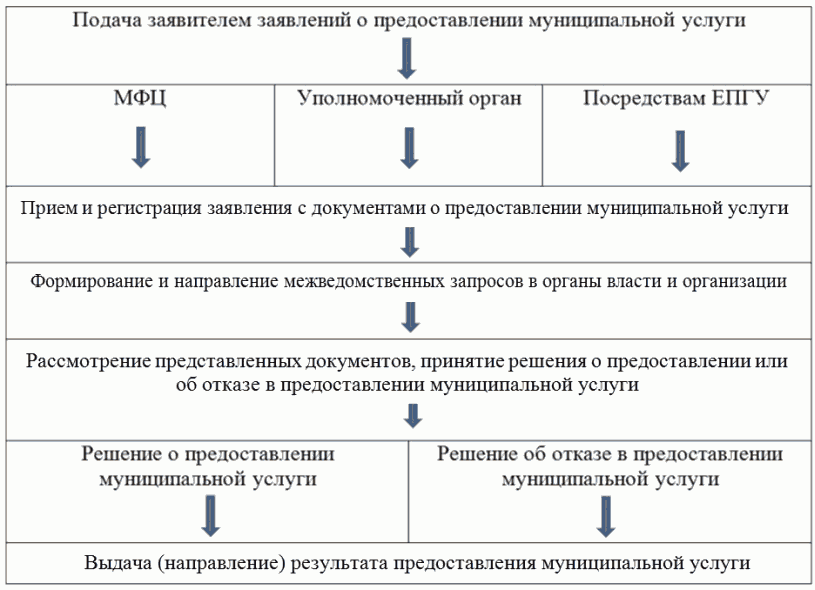 Подача заявителем заявлений о предоставлении муниципальной услуги
МФЦ
Уполномоченный орган
Посредствам ЕПГУ
Прием и регистрация заявления с документами о предоставлении муниципальной услуги
Формирование и направление межведомственных запросов в органы власти и организации
Рассмотрение представленных документов, принятие решения о предоставлении или
об отказе в предоставлении муниципальной услуги
Решение о предоставлении
муниципальной услуги
Решение об отказе в предоставлении
муниципальной услуги
Выдача (направление) результата предоставления муниципальной услуги